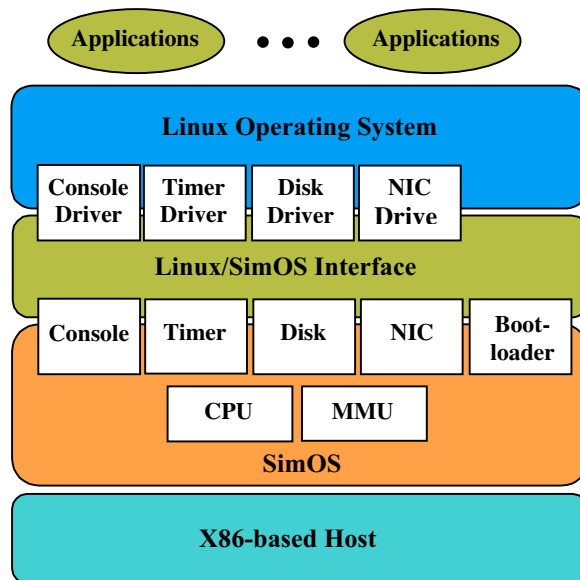 Applications
Applications
Linux Operating System
Console
Driver
Timer
Driver
Disk
Driver
NIC
Drive
Linux/SimOS Interface
Console
Timer
Disk
NIC
Boot-
loader
CPU
MMU
SimOS
X86-based Host